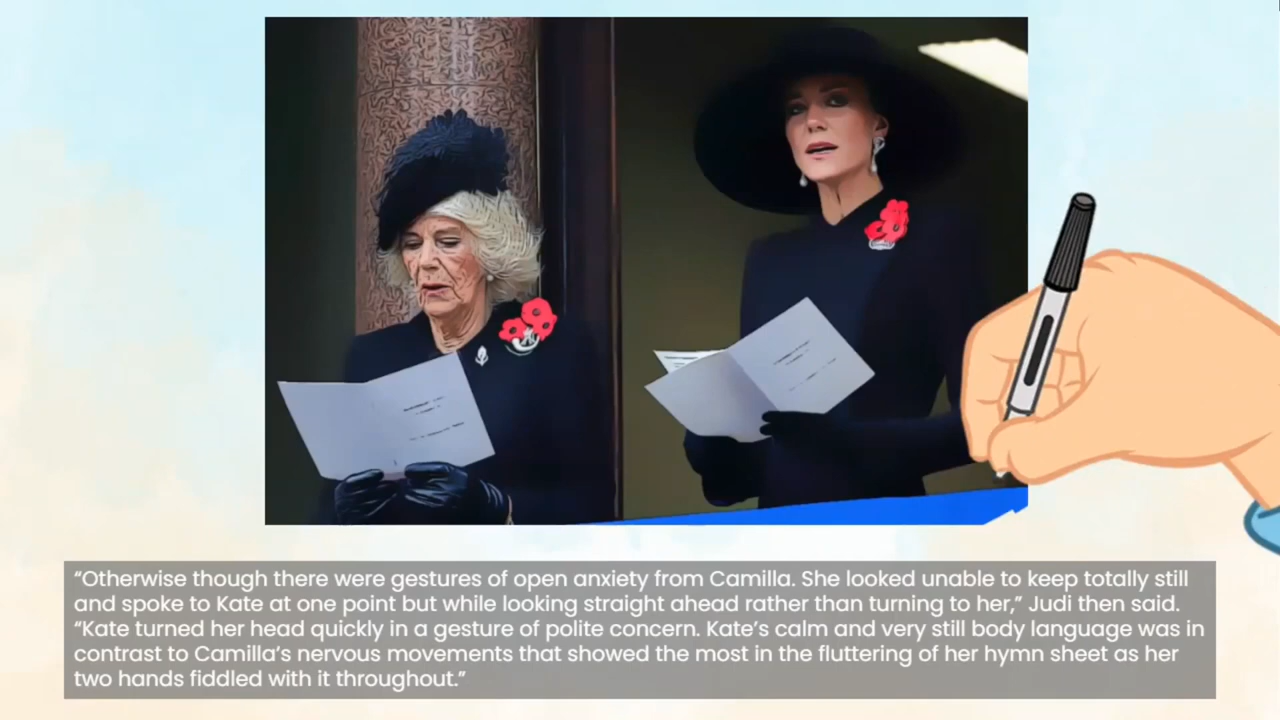 “Otherwise though there were gestures of open anxiety from Camilla. She looked unable to keep totally still
and spoke to Kate at one point but while looking straight ahead rather than turning to her,” Judi then said.
“Kate turned her head quickly in a gesture of polite concern. Kate’s calm and very still body language was in
contrast to Camilla’s nervous movements that showed the most in the fluttering of her hymn sheet as her
two hands fiddled with it throughout.”